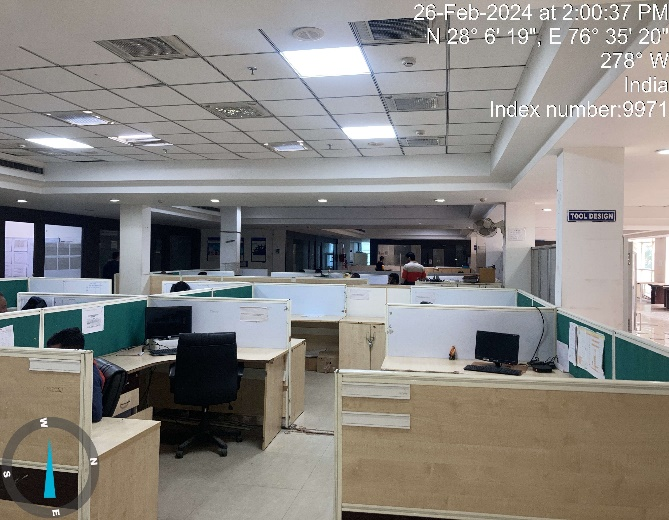 26-Feb-2024 at 2:00:37 PM
N 28° 6' 19", E 76° 35' 20"
278° W
India
Index number:9971
TOOL DESIGN
W
N
S
E